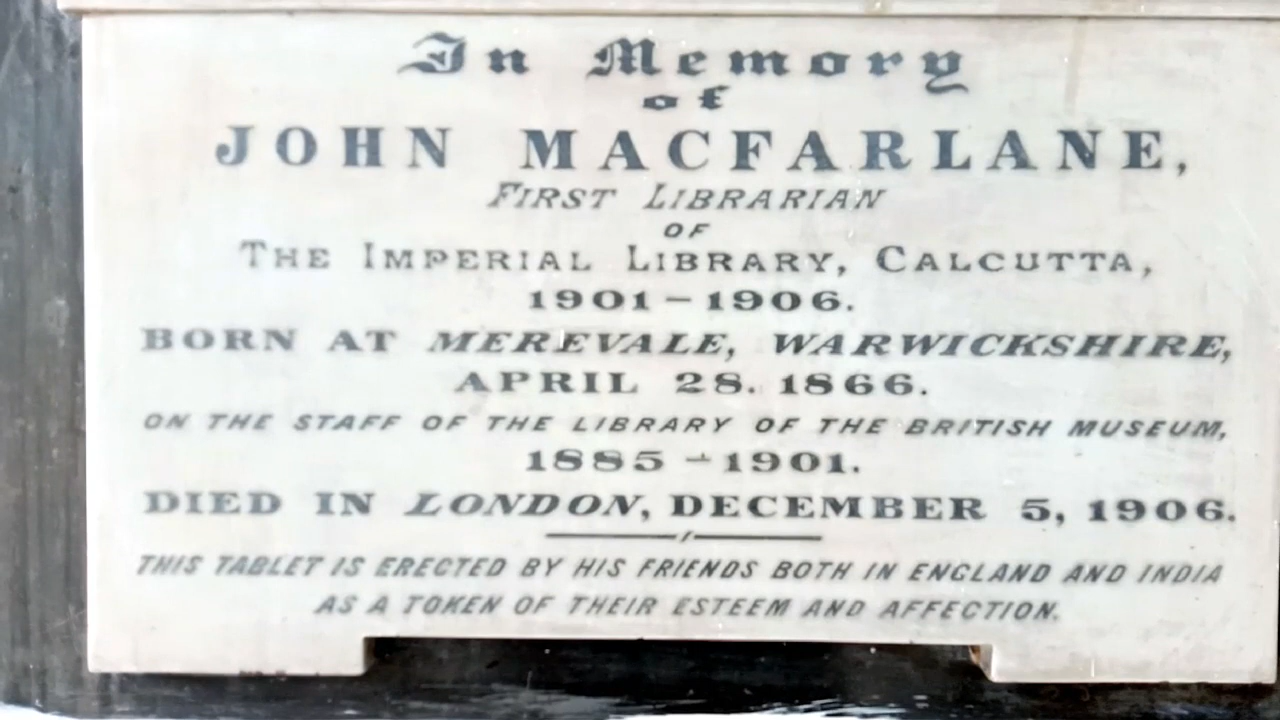 In Memory
of
JOHN MACFARLANE,
FIRST LIBRARIAN
OF
THE IMPERIAL LIBRARY, CALCUTTA,
1901-1906.
BORN AT MEREVALE, WARWICKSHIRE,
APRIL 28. 1866.
ON THE STAFF OF THE LIBRARY OF THE BRITISH MUSEUM,
1885-1901.
DIED IN LONDON, DECEMBER 5, 1906.
THIS TABLET IS ERECTED BY HIS FRIENDS BOTH IN ENGLAND AND INDIA
AS A TOKEN OF THEIR ESTEEM AND AFFECTION.